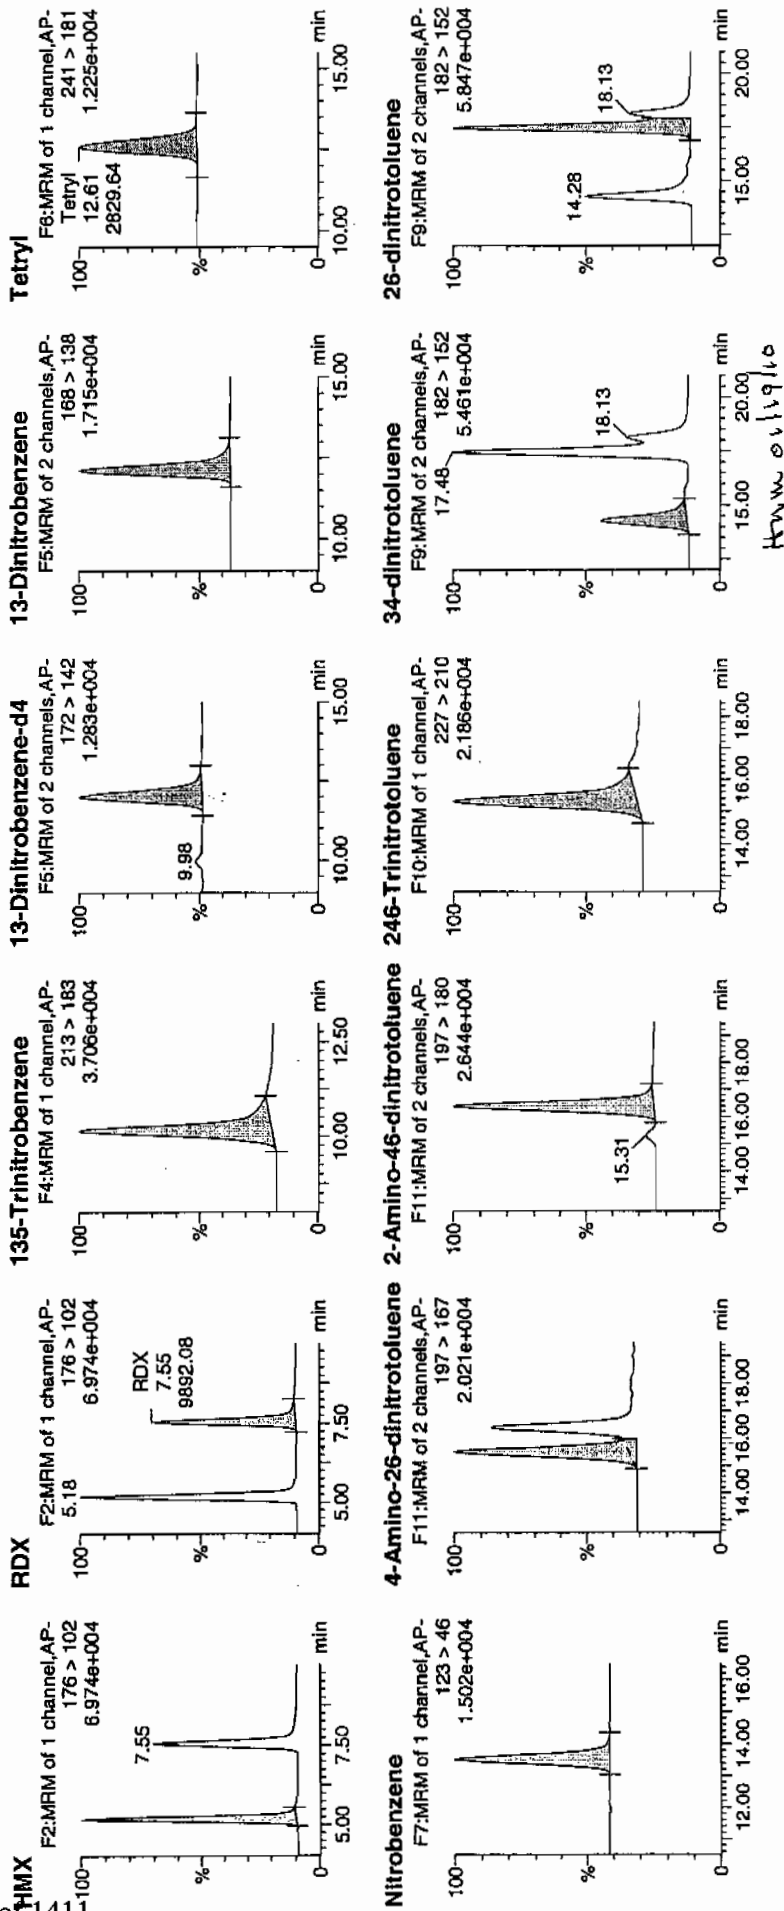 HMX
F2:MRM of 1 channel,AP-
176 > 102
6.974e+004
100
%
0
7.55
5.00
7.50
min
RDX
F2:MRM of 1 channel,AP-
176 > 102
6.974e+004
100
%
0
5.18
RDX
7.55
9892.08
5.00
7.50
min
135-Trinitrobenzene
F4:MRM of 1 channel,AP-
213 > 183
3.706e+004
100
%
0
10.00
12.50
min
13-Dinitrobenzene-d4
F5:MRM of 2 channels,AP-
172 > 142
1.283e+004
100
%
0
9.98
10.00
15.00
min
13-Dinitrobenzene
F5:MRM of 2 channels,AP-
168 > 138
1.715e+004
100
%
0
10.00
15.00
min
Tetryl
F6:MRM of 1 channel,AP-
241 > 181
1.225e+004
Tetryl
12.61
2829.64
100
%
0
10.00
15.00
min
Nitrobenzene
F7:MRM of 1 channel,AP-
123 > 46
1.502e+004
100
%
0
12.00
14.00
16.00
min
4-Amino-26-dinitrotoluene
F11:MRM of 2 channels,AP-
197 > 167
2.021e+004
100
%
0
14.00
16.00
18.00
min
2-Amino-46-dinitrotoluene
F11:MRM of 2 channels,AP-
197 > 180
2.644e+004
100
%
0
15.31
14.00
16.00
18.00
min
246-Trinitrotoluene
F10:MRM of 1 channel,AP-
227 > 210
2.186e+004
100
%
0
14.00
16.00
18.00
min
34-dinitrotoluene
F9:MRM of 2 channels,AP-
182 > 152
5.461e+004
100
%
0
17.48
18.13
15.00
20.00
min
26-dinitrotoluene
F9:MRM of 2 channels,AP-
182 > 152
5.847e+004
100
%
0
14.28
18.13
15.00
20.00
min
1411